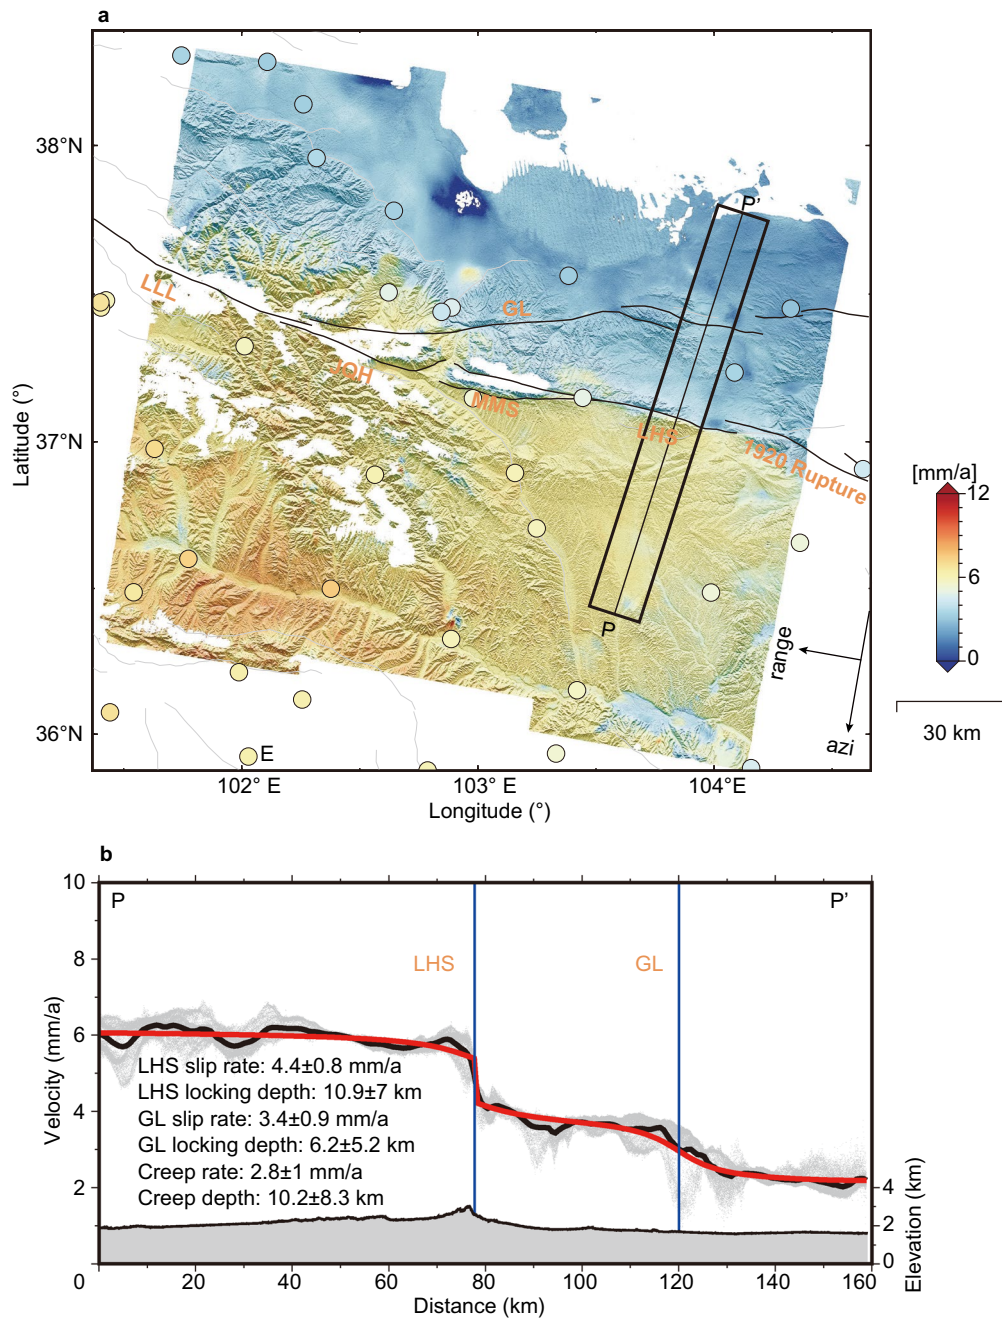 a
38°N
37°N
36°N
Latitude (°)
102° E
103° E
104°E
Longitude (°)
LLL
JQH
GL
MMS
LHS
1920 Rupture
P'
P
E
range
azi
[mm/a]
12
6
0
30 km
b
P
P'
LHS
GL
10
8
6
4
2
0
Velocity (mm/a)
LHS slip rate: 4.4±0.8 mm/a
LHS locking depth: 10.9±7 km
GL slip rate: 3.4±0.9 mm/a
GL locking depth: 6.2±5.2 km
Creep rate: 2.8±1 mm/a
Creep depth: 10.2±8.3 km
4
2
0
Elevation (km)
20
40
60
80
100
120
140
160
Distance (km)